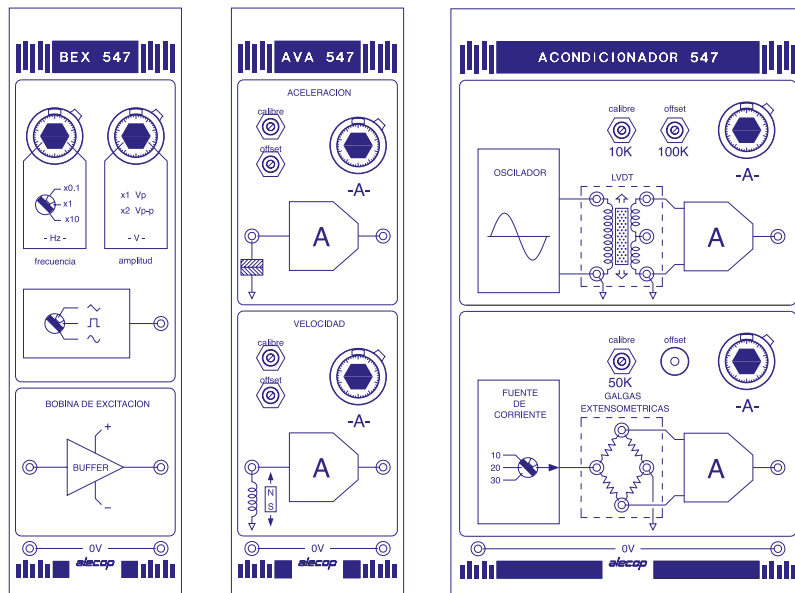 BEX 547
x0.1
x1
x10
- Hz -
x1 Vp
x2 Vp-p
- V -
frecuencia
amplitud
BOBINA DE EXCITACION
+
BUFFER
–
0V
alecop
AVA 547
ACELERACION
calibre
offset
-A-
A
VELOCIDAD
calibre
offset
-A-
A
N
S
0V
alecop
ACONDICIONADOR 547
calibre
10K
offset
100K
-A-
OSCILADOR
LVDT
A
calibre
50K
offset
-A-
FUENTE
DE
CORRIENTE
10
20
30
GALGAS
EXTENSOMETRICAS
A
0V
alecop